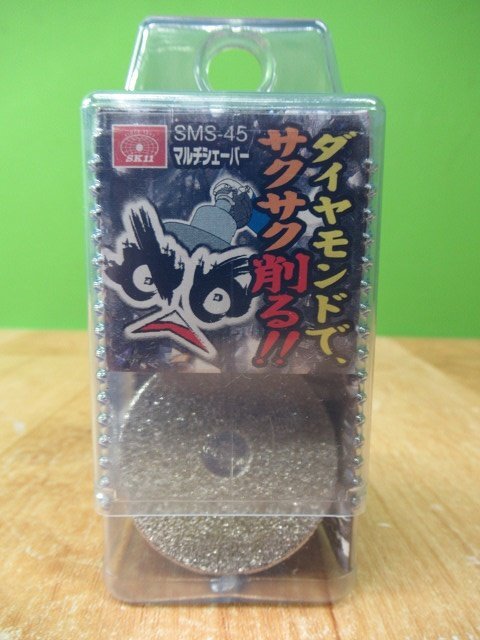 SK11
SMS-45
マルチシェーバー
ダイヤモンドで、
サクサク削る!!